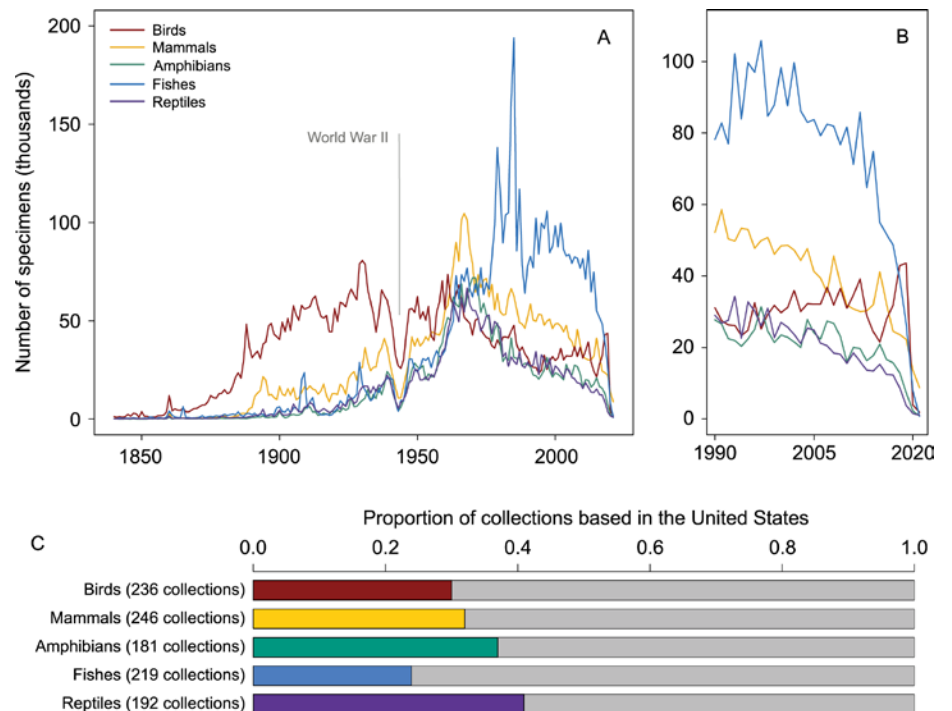 A
B
Birds
Mammals
Amphibians
Fishes
Reptiles
World War II
Number of specimens (thousands)
200
150
100
50
0
1850
1900
1950
2000
100
80
60
40
20
0
1990
2005
2020
C
Proportion of collections based in the United States
0.0
0.2
0.4
0.6
0.8
1.0
Birds (236 collections)
Mammals (246 collections)
Amphibians (181 collections)
Fishes (219 collections)
Reptiles (192 collections)